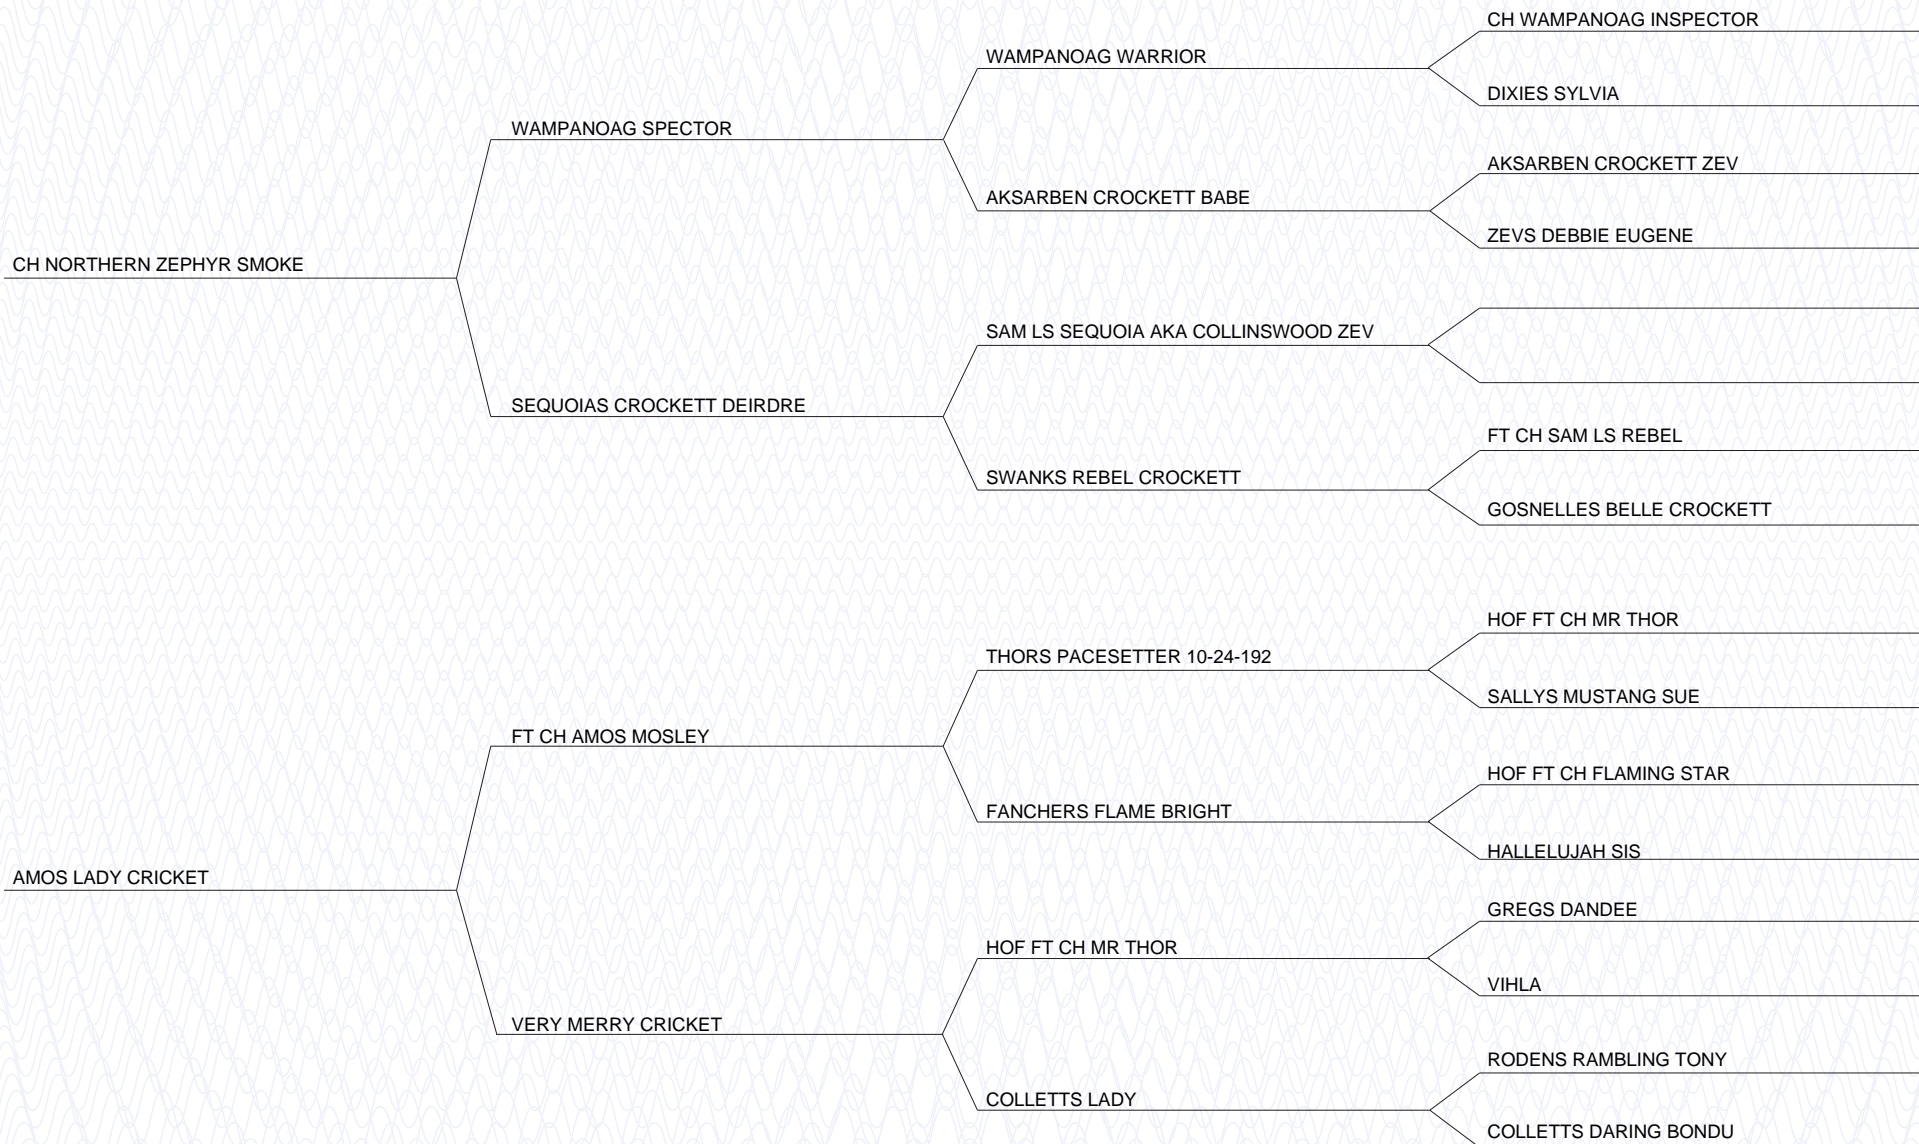 CH WAMPANOAG INSPECTOR
WAMPANOAG WARRIOR
DIXIES SYLVIA
WAMPANOAG SPECTOR
AKSARBEN CROCKETT ZEV
AKSARBEN CROCKETT BABE
ZEVS DEBBIE EUGENE
CH NORTHERN ZEPHYR SMOKE
SAM LS SEQUOIA AKA COLLINSWOOD ZEV
SEQUOIAS CROCKETT DEIRDRE
FT CH SAM LS REBEL
SWANKS REBEL CROCKETT
GOSNELLES BELLE CROCKETT
HOF FT CH MR THOR
THORS PACESETTER 10-24-192
SALLYS MUSTANG SUE
FT CH AMOS MOSLEY
HOF FT CH FLAMING STAR
FANCHERS FLAME BRIGHT
HALLELUJAH SIS
AMOS LADY CRICKET
GREGS DANDEE
HOF FT CH MR THOR
VIHLA
VERY MERRY CRICKET
RODENS RAMBLING TONY
COLLETTS LADY
COLLETTS DARING BONDU